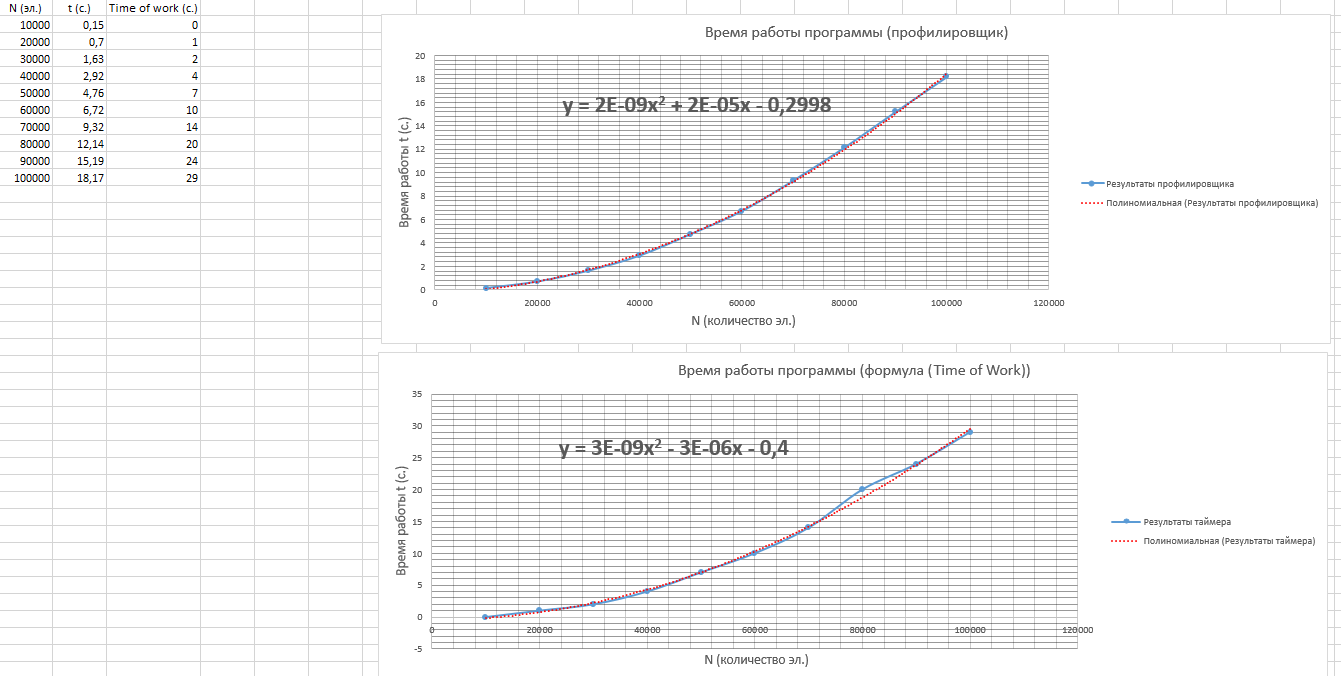 N (эл.) t (с.) Time of work (с.)
10000 0,15 0
20000 0,7 1
30000 1,63 2
40000 2,92 4
50000 4,76 7
60000 6,72 10
70000 9,32 14
80000 12,14 20
90000 15,19 24
100000 18,17 29
Время работы программы (профилировщик)
Время работы t (с.)
20
18
16
14
12
10
8
6
4
2
0
y = 2E-09x² + 2E-05x - 0,2998
0 20000 40000 60000 80000 100000 120000
N (количество эл.)
Результаты профилировщика
Полиномиальная (Результаты профилировщика)
Время работы программы (формула (Time of Work))
Время работы t (с.)
35
30
25
20
15
10
5
0
-5
y = 3E-09x² - 3E-06x - 0,4
0 20000 40000 60000 80000 100000 120000
N (количество эл.)
Результаты таймера
Полиномиальная (Результаты таймера)